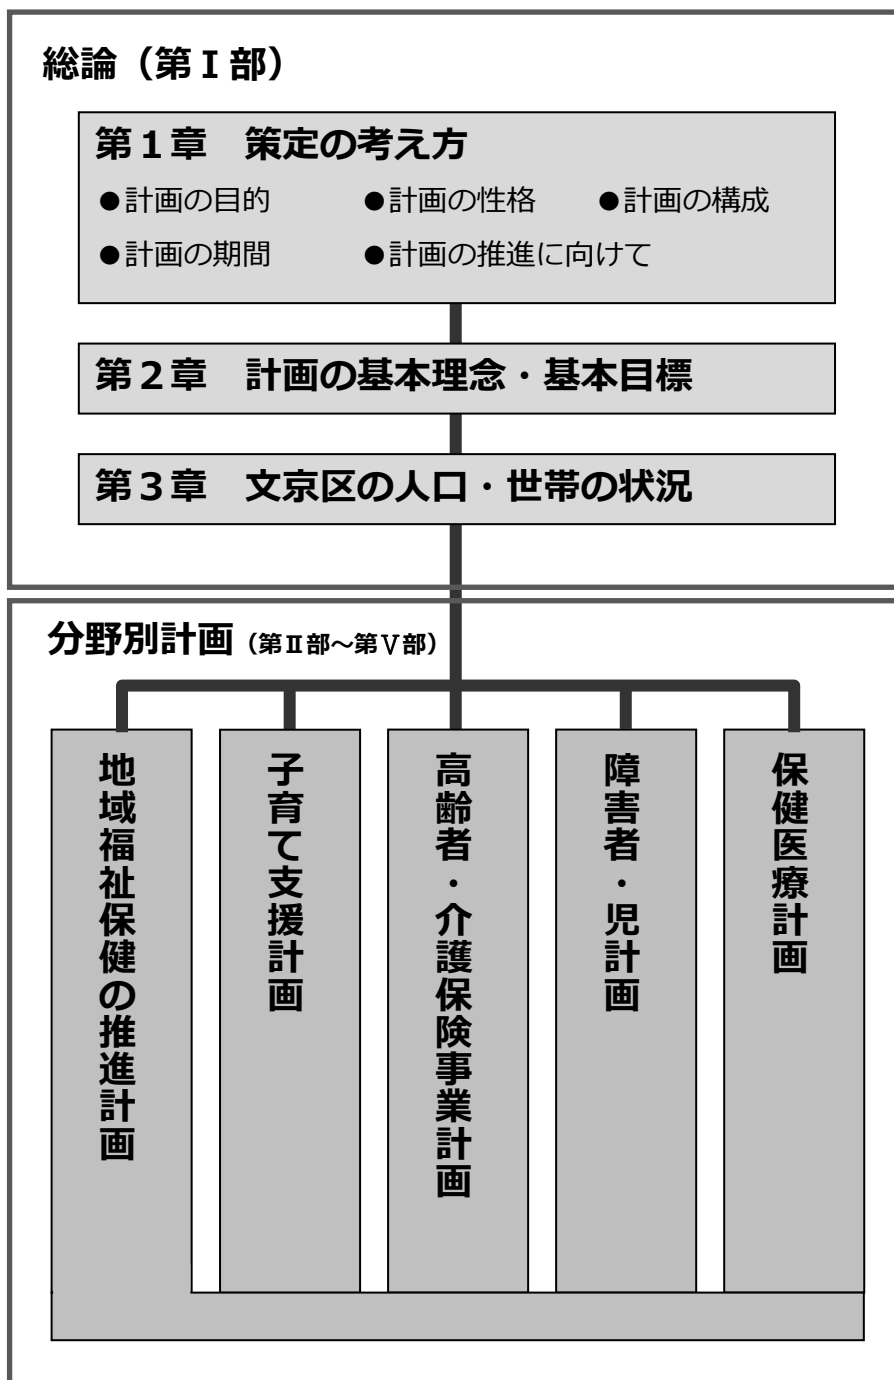 総論（第Ⅰ部）
第１章　策定の考え方
●計画の目的　●計画の性格　●計画の構成
●計画の期間　●計画の推進に向けて
第２章　計画の基本理念・基本目標
第３章　文京区の人口・世帯の状況
分野別計画（第Ⅱ部～第Ⅴ部）
地域福祉保健の推進計画
子育て支援計画
高齢者・介護保険事業計画
障害者・児計画
保健医療計画